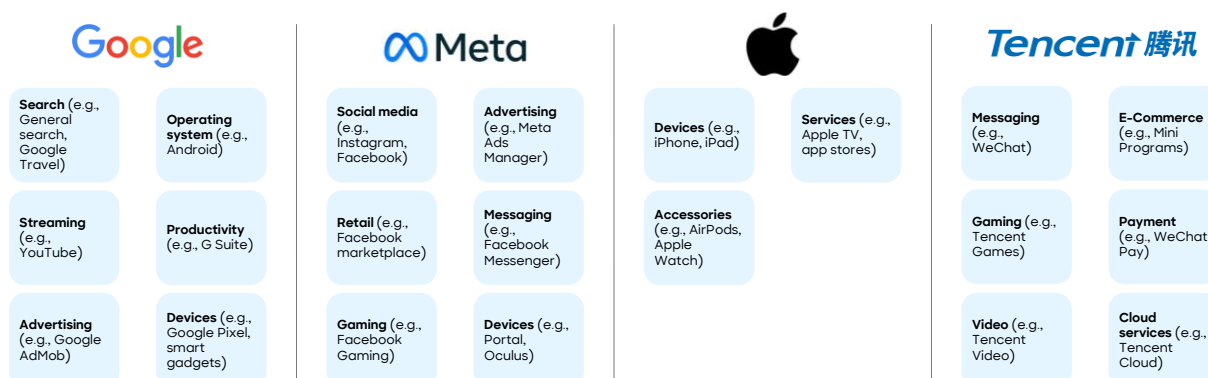 Google
Search (e.g.,
General
search,
Google
Travel)
Operating
system (e.g.,
Android)
Streaming
(e.g.,
YouTube)
Productivity
(e.g., G Suite)
Advertising
(e.g., Google
AdMob)
Devices (e.g.,
Google Pixel,
smart
gadgets)
Meta
Social media
(e.g.,
Instagram,
Facebook)
Advertising
(e.g., Meta
Ads
Manager)
Retail (e.g.,
Facebook
marketplace)
Messaging
(e.g.,
Facebook
Messenger)
Gaming (e.g.,
Facebook
Gaming)
Devices (e.g.,
Portal,
Oculus)
Devices (e.g.,
iPhone, iPad)
Services (e.g.,
Apple TV,
app stores)
Accessories
(e.g., AirPods,
Apple
Watch)
Tencent 腾讯
Messaging
(e.g.,
WeChat)
E-Commerce
(e.g., Mini
Programs)
Gaming (e.g.,
Tencent
Games)
Payment
(e.g., WeChat
Pay)
Video (e.g.,
Tencent
Video)
Cloud
services (e.g.,
Tencent
Cloud)